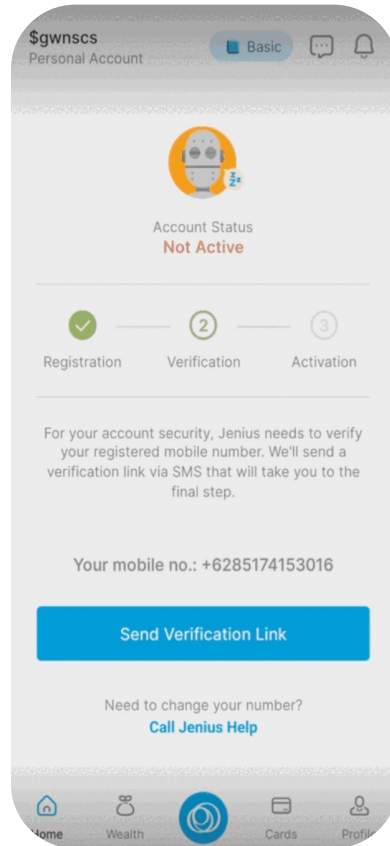 $gwnscs
Basic
Personal Account
z
z
z
Account Status
Not Active
2
3
Registration
Verification
Activation
For your account security, Jenius needs to verify
your registered mobile number. We'll send a
verification link via SMS that will take you to the
final step.
Your mobile no.: +6285174153016
Send Verification Link
Need to change your number?
Call Jenius Help
Home
Wealth
Cards
Profile